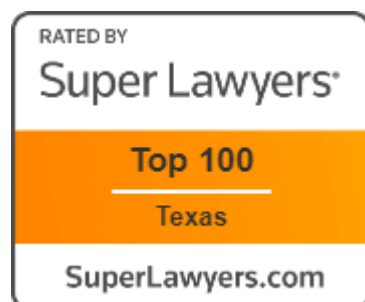 RATED BY
Super Lawyers®
Top 100
Texas
SuperLawyers.com